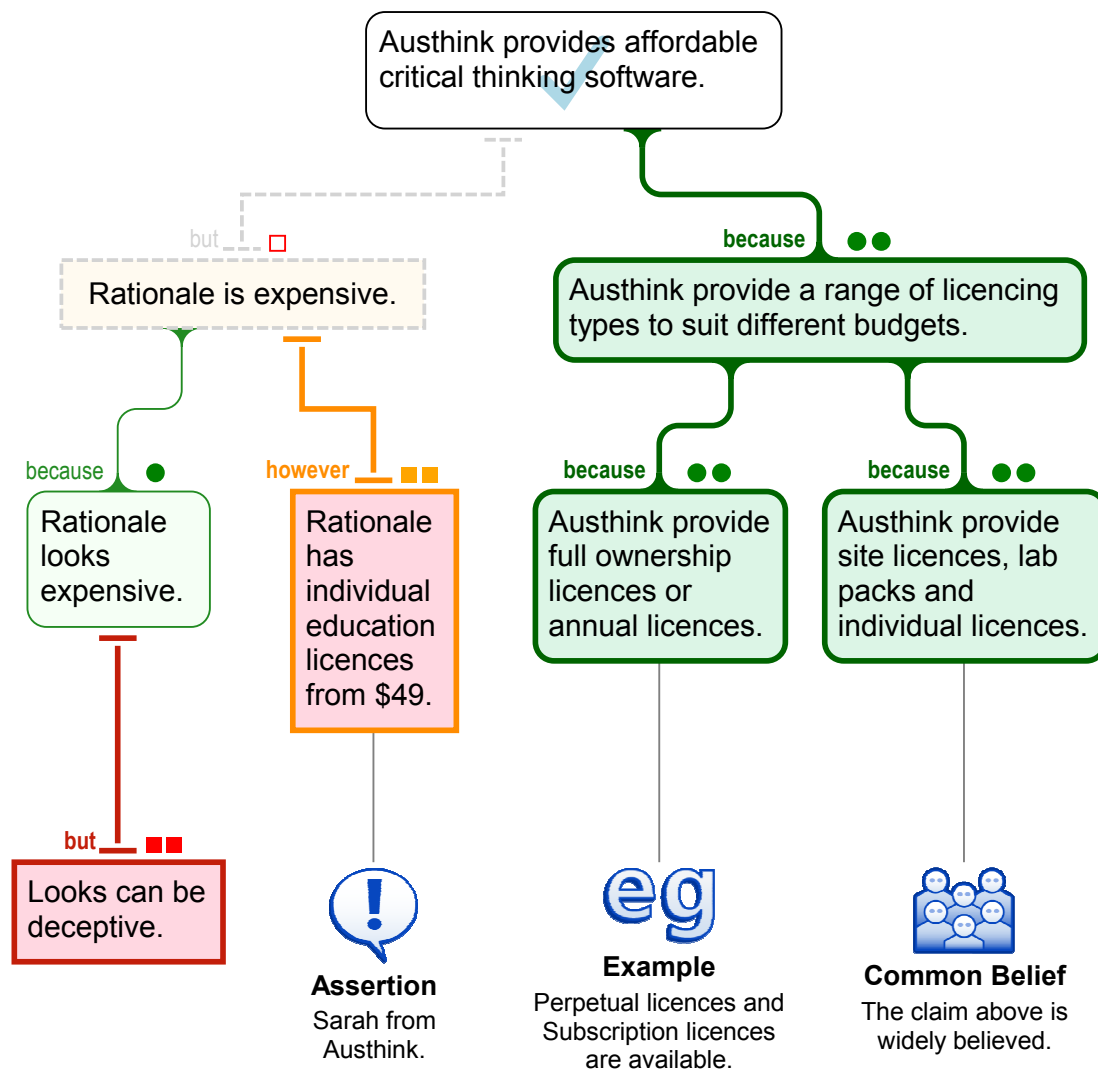 Austhink provides affordable
critical thinking software.
but
Rationale is expensive.
because
Austhink provide a range of licencing
types to suit different budgets.
because
Rationale
looks
expensive.
however
Rationale
has
individual
education
licences
from $49.
because
Austhink provide
full ownership
licences or
annual licences.
because
Austhink provide
site licences, lab
packs and
individual licences.
but
Looks can be
deceptive.
!
Assertion
Sarah from
Austhink.
eg
Example
Perpetual licences and
Subscription licences
are available.
Common Belief
The claim above is
widely believed.